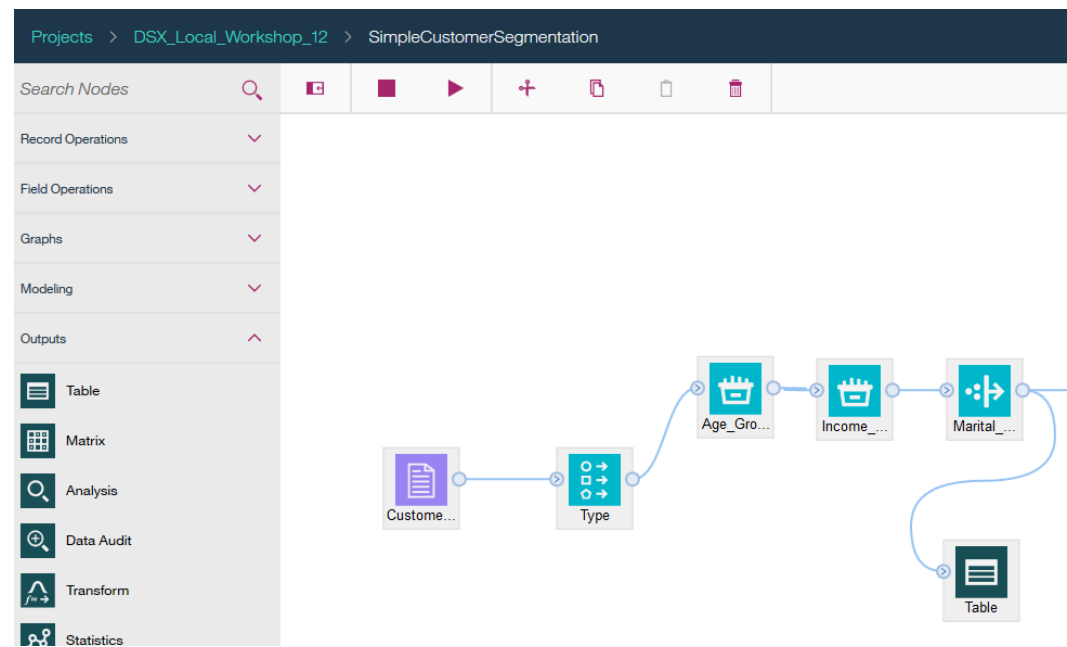 Projects > DSX_Local_Workshop_12 > SimpleCustomerSegmentation
Search Nodes
Record Operations
Field Operations
Graphs
Modeling
Outputs
Table
Matrix
Analysis
Data Audit
Transform
Statistics
Age_Gro...
Income_...
Marital_...
Custome...
Type
Table